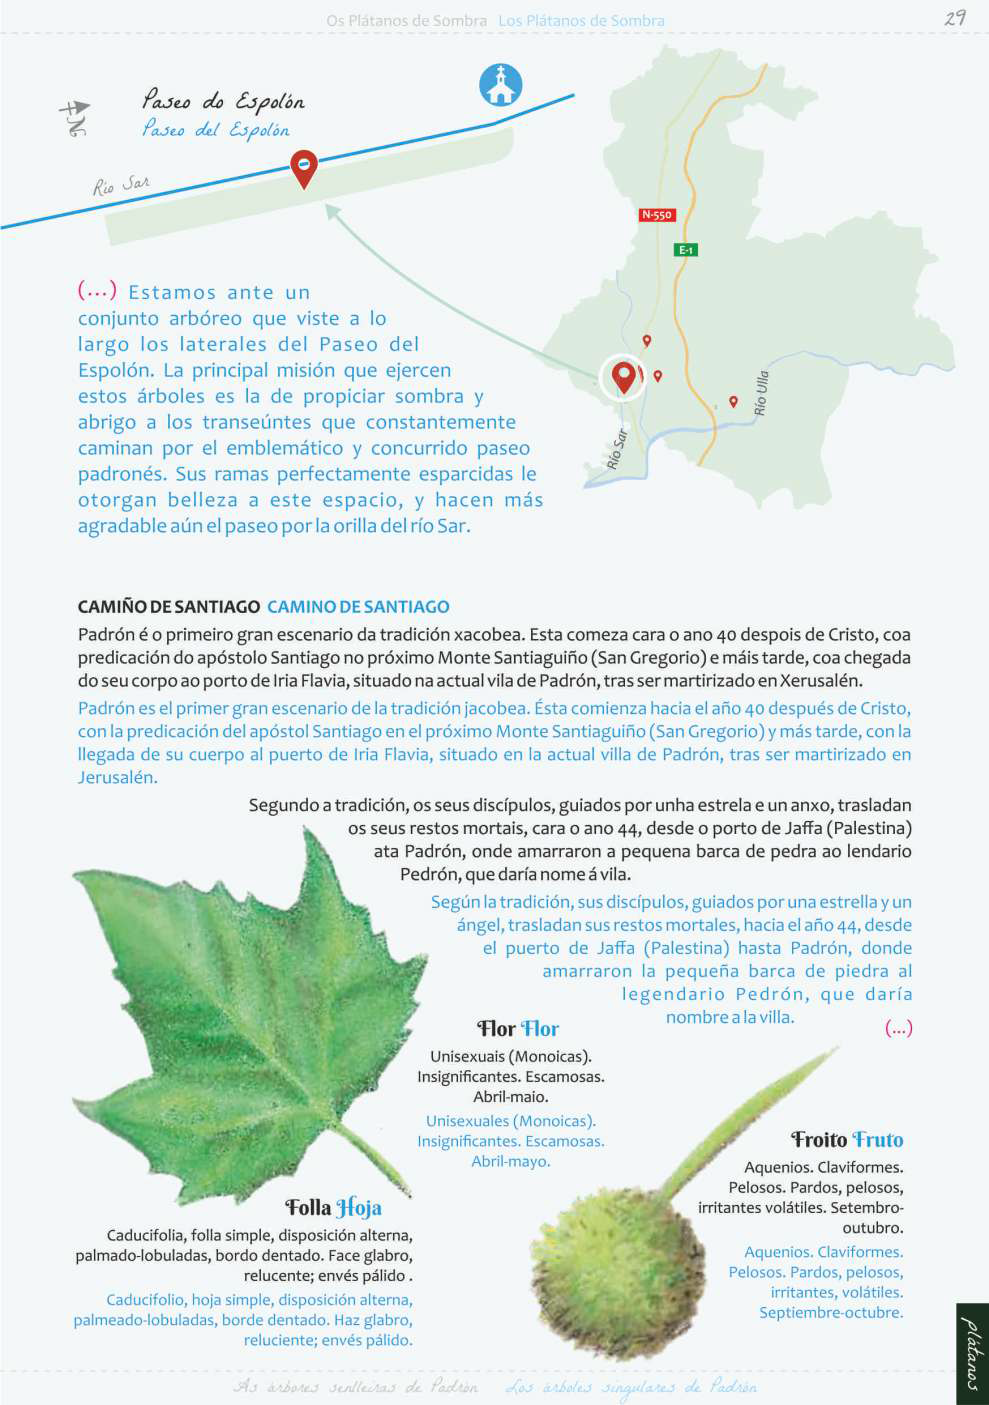 Os Plátanos de Sombra Los Plátanos de Sombra
29
Paseo do Espolón
Paseo del Espolón
N
Río Sar
N-550
E-1
Río Ulla
Río Sar
(...) Estamos ante un
conjunto arbóreo que viste a lo
largo los laterales del Paseo del
Espolón. La principal misión que ejercen
estos árboles es la de propiciar sombra y
abrigo a los transeúntes que constantemente
caminan por el emblemático y concurrido paseo
padronés. Sus ramas perfectamente esparcidas le
otorgan belleza a este espacio, y hacen más
agradable aún el paseo por la orilla del río Sar.
CAMIÑO DE SANTIAGO CAMINO DE SANTIAGO
Padrón é o primeiro gran escenario da tradición xacobea. Esta comeza cara o ano 40 despois de Cristo, coa
predicación do apóstolo Santiago no próximo Monte Santiaguiño (San Gregorio) e máis tarde, coa chegada
do seu corpo ao porto de Iria Flavia, situado na actual vila de Padrón, tras ser martirizado en Xerusalén.
Padrón es el primer gran escenario de la tradición jacobea. Ésta comienza hacia el año 40 después de Cristo,
con la predicación del apóstol Santiago en el próximo Monte Santiaguiño (San Gregorio) y más tarde, con la
llegada de su cuerpo al puerto de Iria Flavia, situado en la actual villa de Padrón, tras ser martirizado en
Jerusalén.
Segundo a tradición, os seus discípulos, guiados por unha estrela e un anxo, trasladan
os seus restos mortais, cara o ano 44, desde o porto de Jaffa (Palestina)
ata Padrón, onde amarraron a pequena barca de pedra ao lendario
Pedrón, que daría nome á vila.
Según la tradición, sus discípulos, guiados por una estrella y un
ángel, trasladan sus restos mortales, hacia el año 44, desde
el puerto de Jaffa (Palestina) hasta Padrón, donde
amarraron la pequeña barca de piedra al
legendario Pedrón, que daría
nombre a la villa.
(...)
Flor Flor
Unisexuais (Monoicas).
Insignificantes. Escamosas.
Abril-maio.
Unisexuales (Monoicas).
Insignificantes. Escamosas.
Abril-mayo.
Froito Fruto
Aquenios. Claviformes.
Pelosos. Pardos, pelosos,
irritantes volátiles. Setembro-
outubro.
Aquenios. Claviformes.
Pelosos. Pardos, pelosos,
irritantes, volátiles.
Septiembre-octubre.
Folla Hoja
Caducifolia, folla simple, disposición alterna,
palmado-lobuladas, bordo dentado. Face glabro,
relucente; envés pálido .
Caducifolio, hoja simple, disposición alterna,
palmeado-lobuladas, borde dentado. Haz glabro,
reluciente; envés pálido.
plátanos
As árbores senlleiras de Padrón Los árboles singulares de Padrón